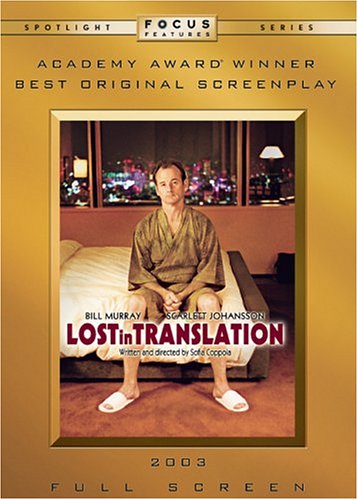 SPOTLIGHT FOCUS FEATURES SERIES
ACADEMY AWARD® WINNER
BEST ORIGINAL SCREENPLAY
BILL MURRAY SCARLETT JOHANSSON
LOST in TRANSLATION
Written and directed by Sofia Coppola
2003
FULL SCREEN